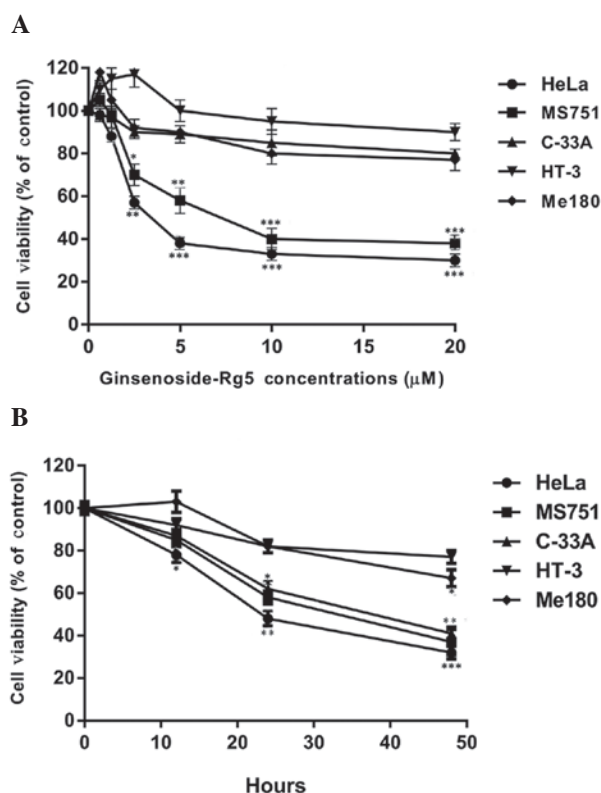 A
Cell viability (% of control)
120
100
80
60
40
20
0
*
**
**
***
***
***
***
***
0
5
10
15
20
Ginsenoside-Rg5 concentrations (μM)
HeLa
MS751
C-33A
HT-3
Me180
B
Cell viability (% of control)
120
100
80
60
40
20
0
*
*
**
*
**
***
0
10
20
30
40
50
Hours
HeLa
MS751
C-33A
HT-3
Me180